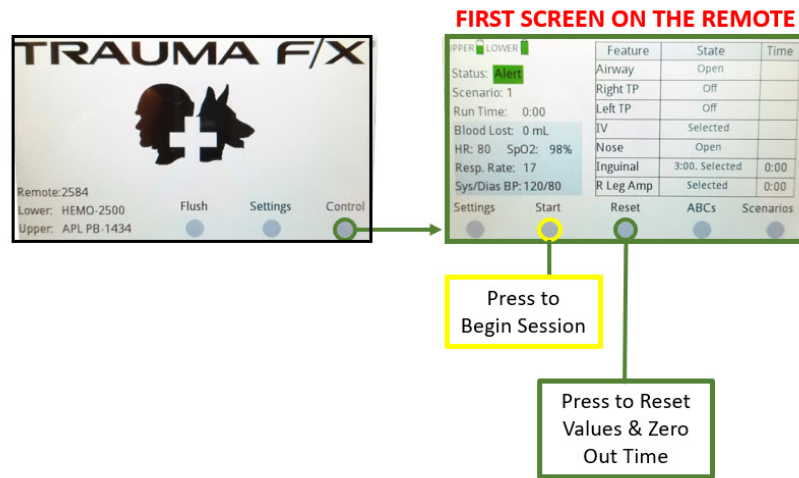 FIRST SCREEN ON THE REMOTE
TRAUMA F/X
Remote:2584
Lower: HEMO-2500
Upper: APL PB-1434
Flush
Settings
Control
UPPER LOWER
Status: Alert
Scenario: 1
Run Time: 0:00
Blood Lost: 0 mL
HR: 80 SpO2: 98%
Resp. Rate: 17
Sys/Dias BP: 120/80
Feature State Time
Airway Open
Right TP Off
Left TP Off
IV Selected
Nose Open
Inguinal 3:00, Selected 0:00
R Leg Amp Selected 0:00
Settings Start Reset ABCs Scenarios
Press to
Begin Session
Press to Reset
Values & Zero
Out Time